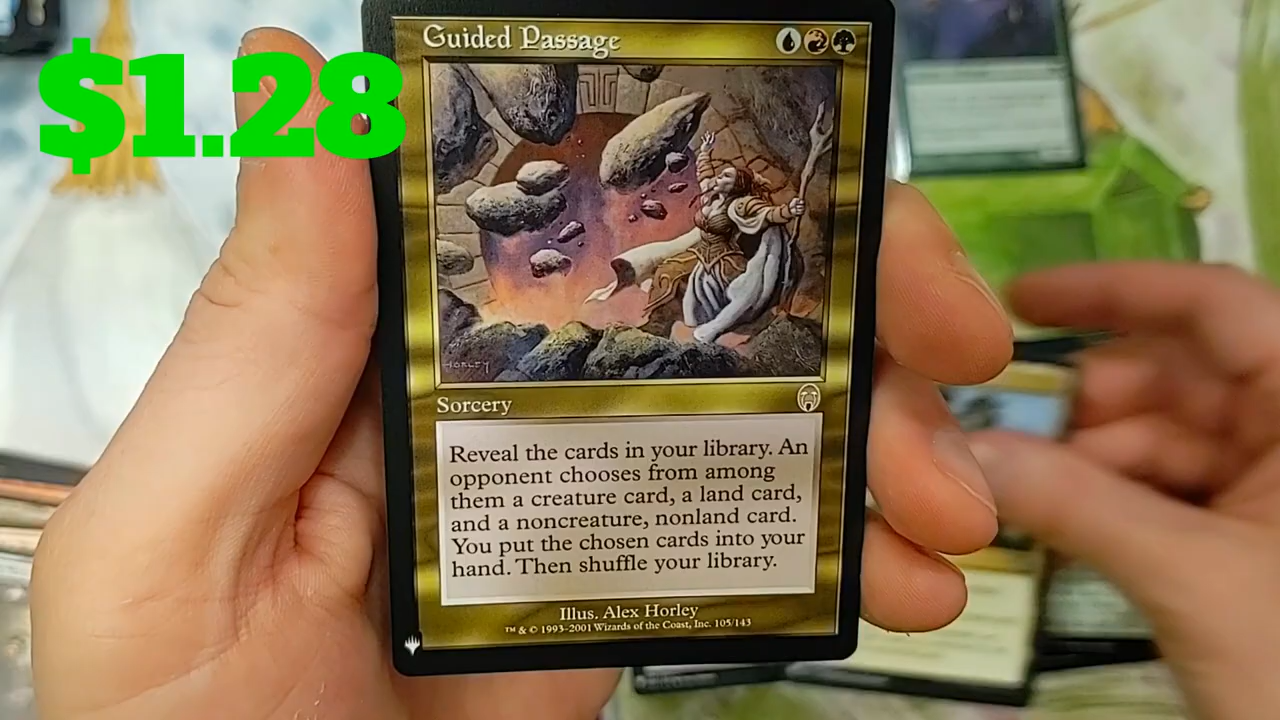 $1.28
Guided Passage
HORLEY
Sorcery
Reveal the cards in your library. An
opponent chooses from among
them a creature card, a land card,
and a noncreature, nonland card.
You put the chosen cards into your
hand. Then shuffle your library.
Illus. Alex Horley
™ & © 1993-2001 Wizards of the Coast, Inc. 105/143